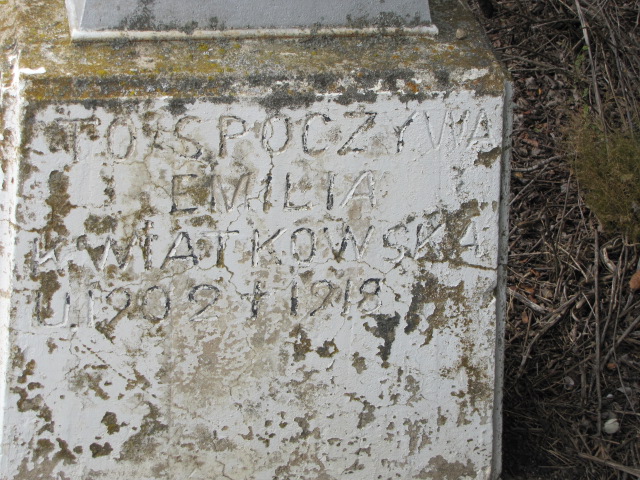 TO SPOCZYWA
EMILIA
KWIATKOWSKA
U. 1909 + 1918